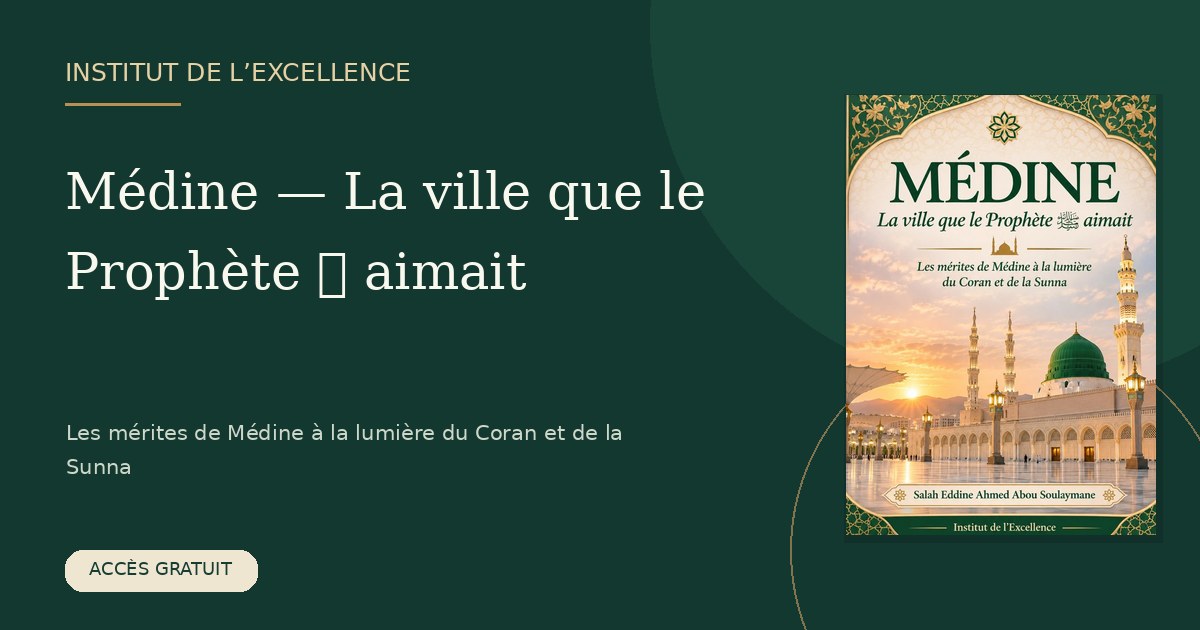 INSTITUT DE L’EXCELLENCE
Médine — La ville que le
Prophète ▯ aimait
Les mérites de Médine à la lumière du Coran et de la
Sunna
ACCÈS GRATUIT
MÉDINE
La ville que le Prophète ﷺ aimait
Les mérites de Médine à la lumière
du Coran et de la Sunna
Salah Eddine Ahmed Abou Soulaymane
Institut de l’Excellence